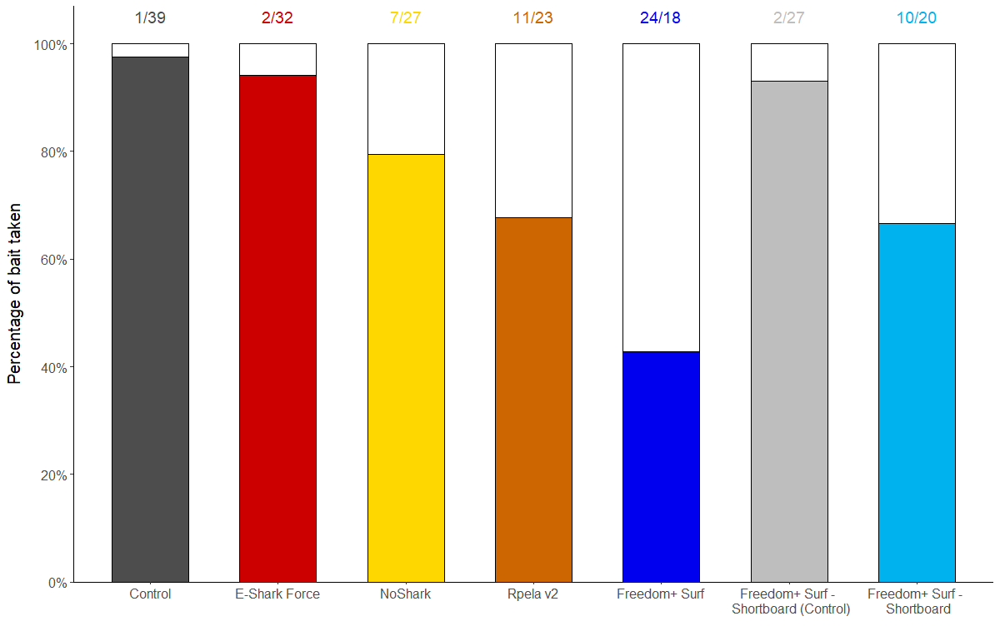 1/39
2/32
7/27
11/23
24/18
2/27
10/20
100%
80%
60%
40%
20%
0%
Percentage of bait taken
Control
E-Shark Force
NoShark
Rpela v2
Freedom+ Surf
Freedom+ Surf -
Shortboard (Control)
Freedom+ Surf -
Shortboard